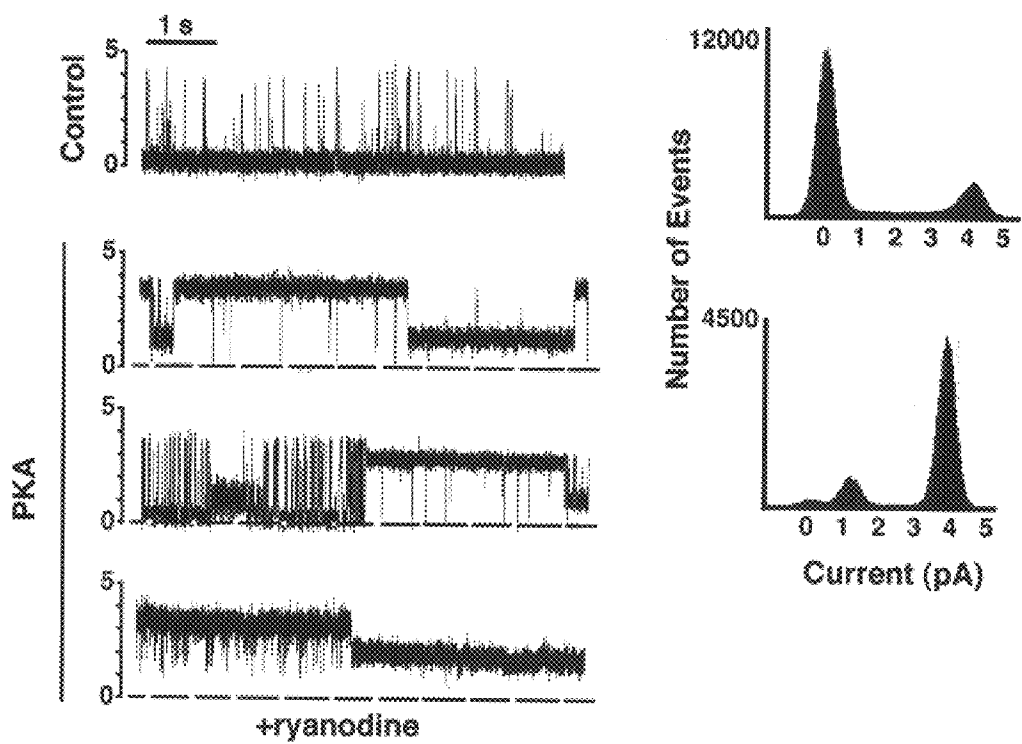 1 s
Control
5
0
PKA
5
0
5
0
5
0
+ryanodine
Number of Events
12000
0 1 2 3 4 5
4500
0 1 2 3 4 5
Current (pA)